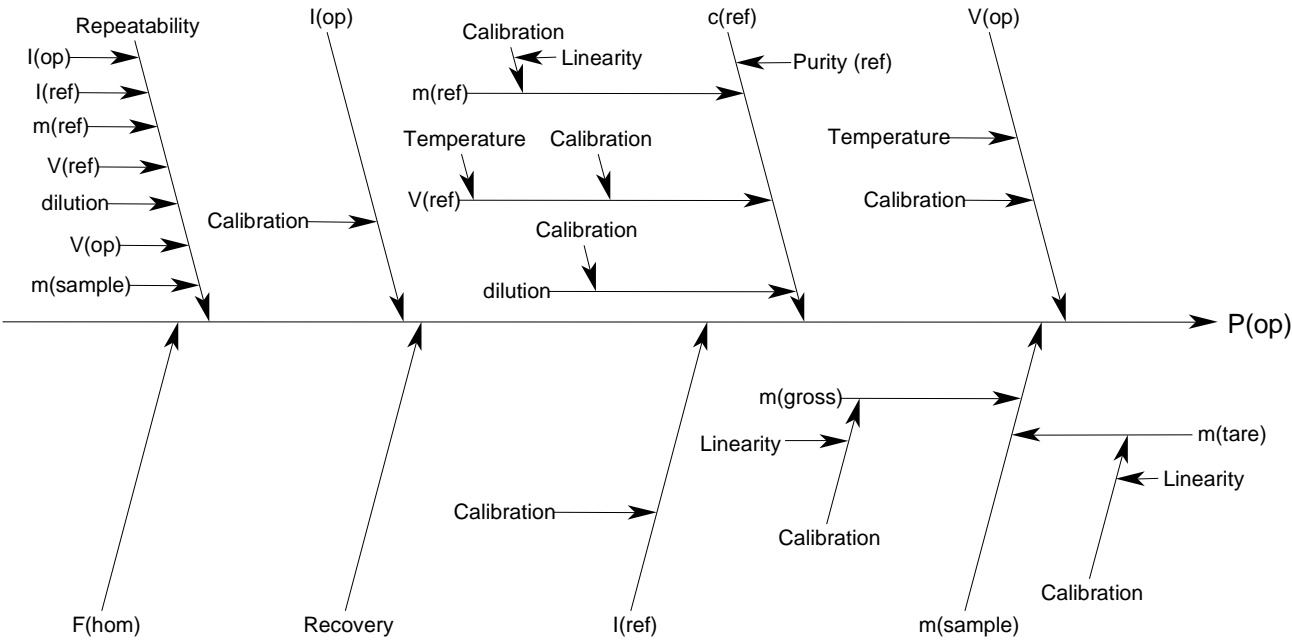 Repeatability
I(op)
c(ref)
V(op)
I(op)
I(ref)
m(ref)
V(ref)
dilution
V(op)
m(sample)
Calibration
Calibration
Linearity
m(ref)
Purity (ref)
Temperature
Calibration
V(ref)
Calibration
dilution
Temperature
Calibration
P(op)
m(gross)
Linearity
Calibration
m(tare)
Linearity
Calibration
Calibration
F(hom)
Recovery
I(ref)
m(sample)